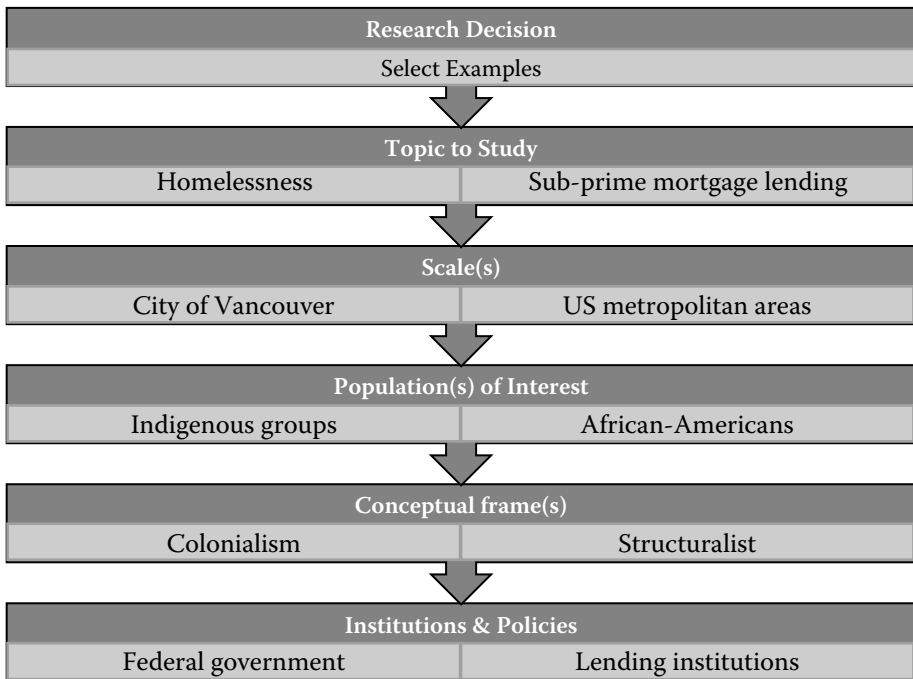 Research Decision
Select Examples
Topic to Study
Homelessness Sub-prime mortgage lending
Scale(s)
City of Vancouver US metropolitan areas
Population(s) of Interest
Indigenous groups African-Americans
Conceptual frame(s)
Colonialism Structuralist
Institutions & Policies
Federal government Lending institutions